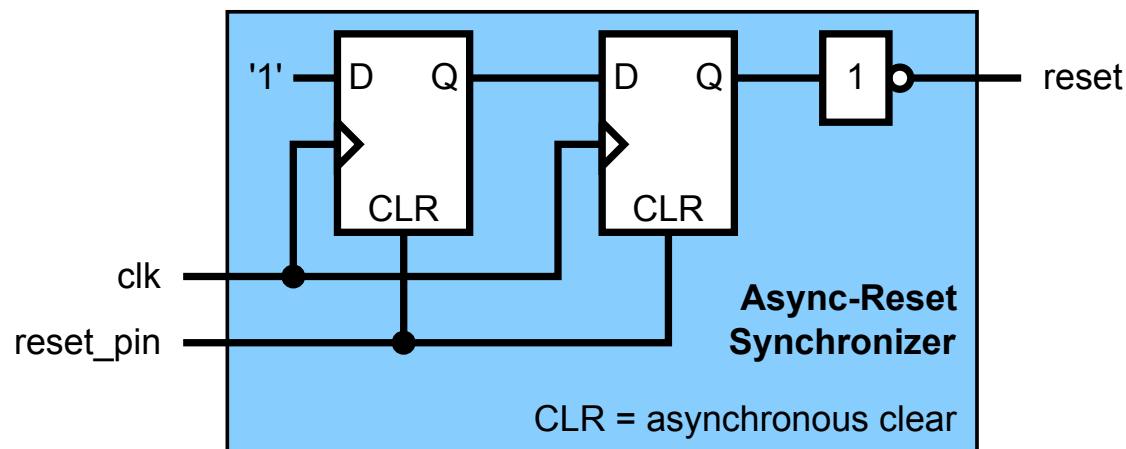 '1'
D
Q
D
Q
1
reset
CLR
CLR
clk
reset_pin
Async-Reset
Synchronizer
CLR = asynchronous clear